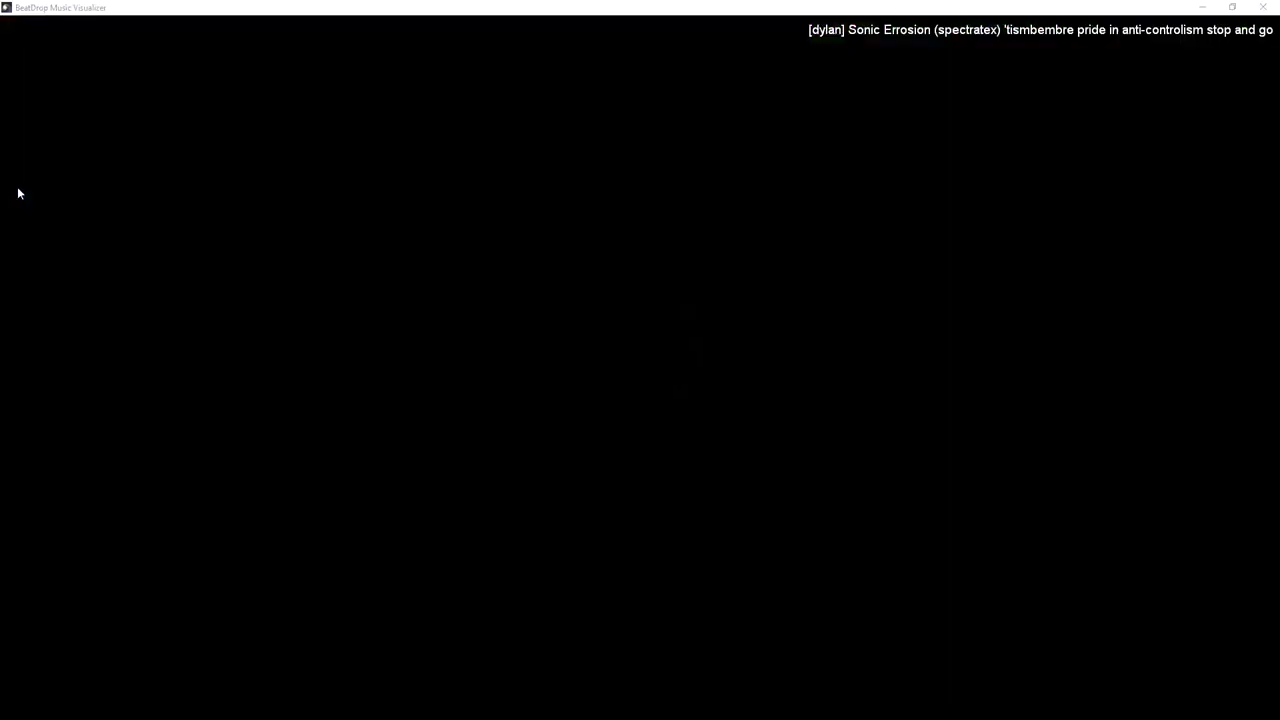 BeatDrop Music Visualizer
[dylan] Sonic Errosion (spectratex) 'tismbembre pride in anti-controlism stop and go